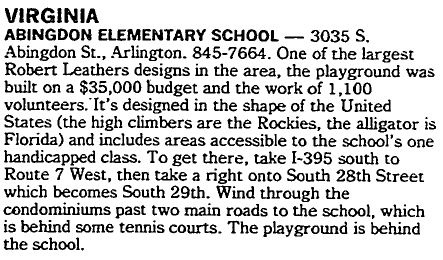 VIRGINIA
ABINGDON ELEMENTARY SCHOOL — 3035 S.
Abingdon St., Arlington. 845-7664. One of the largest
Robert Leathers designs in the area, the playground was
built on a $35,000 budget and the work of 1,100
volunteers. It's designed in the shape of the United
States (the high climbers are the Rockies, the alligator is
Florida) and includes areas accessible to the school's one
handicapped class. To get there, take I-395 south to
Route 7 West, then take a right onto South 28th Street
which becomes South 29th. Wind through the
condominiums past two main roads to the school, which
is behind some tennis courts. The playground is behind
the school.